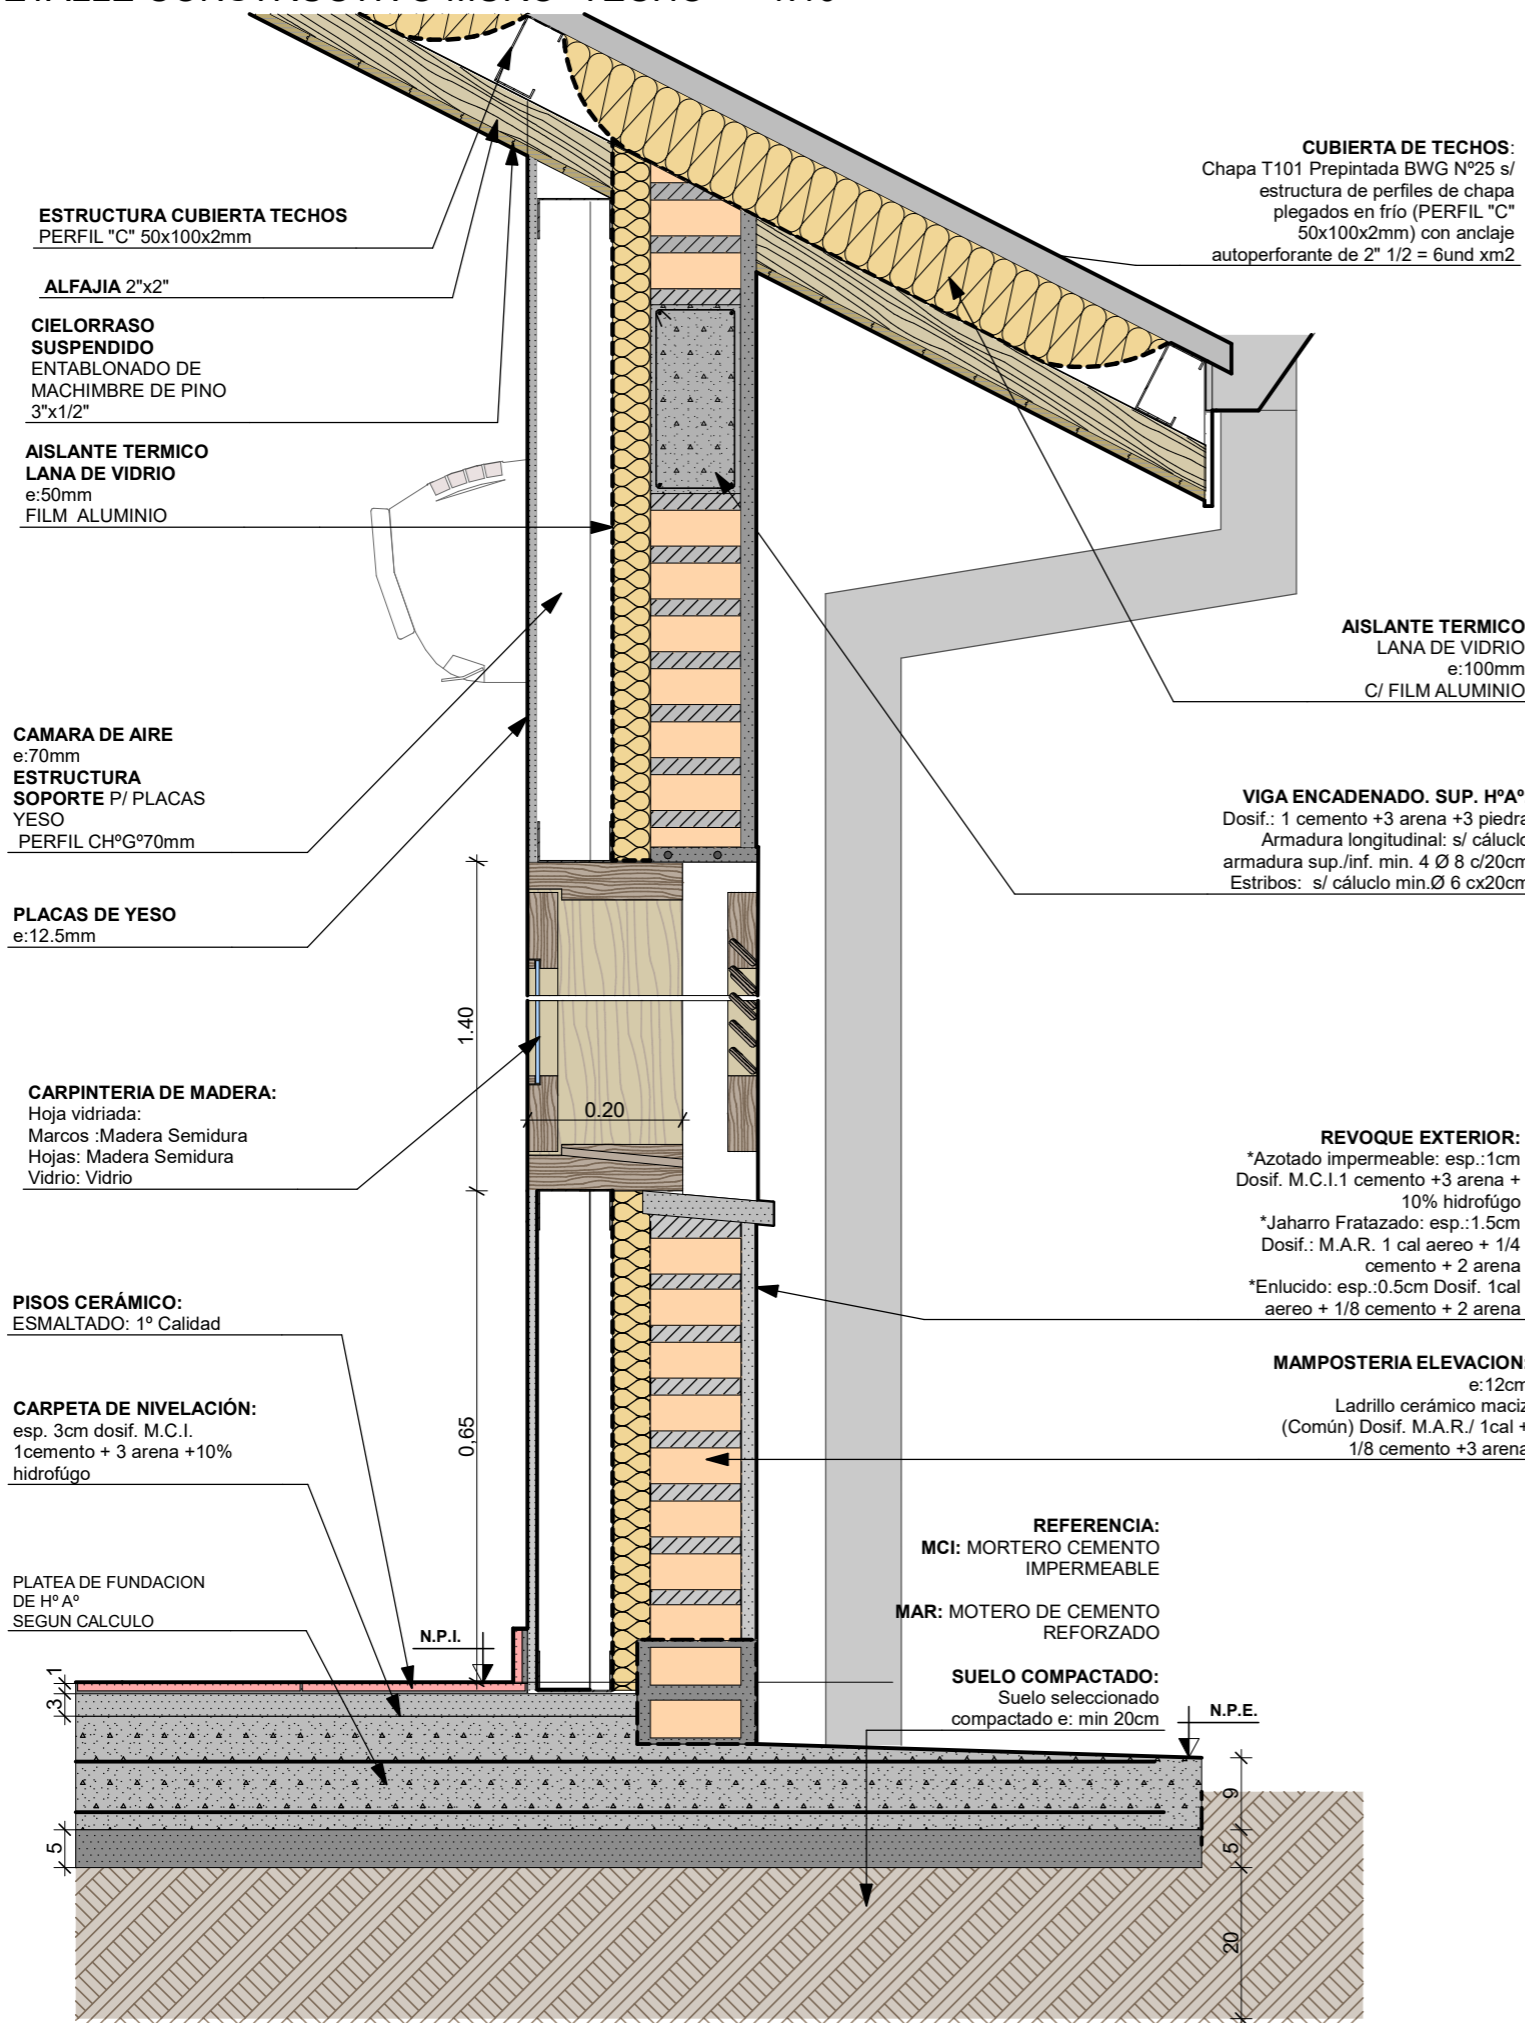 ESTRUCTURA CUBIERTA TECHOS
PERFIL "C" 50x100x2mm
ALFAJIA 2"x2"
CIELORRASO
SUSPENDIDO
ENTABLONADO DE
MACHIMBRE DE PINO
3"x1/2"
AISLANTE TERMICO
LANA DE VIDRIO
e:50mm
FILM ALUMINIO
CAMARA DE AIRE
e:70mm
ESTRUCTURA
SOPORTE P/ PLACAS
YESO
PERFIL CHºGº70mm
PLACAS DE YESO
e:12.5mm
CARPINTERIA DE MADERA:
Hoja vidriada:
Marcos :Madera Semidura
Hojas: Madera Semidura
Vidrio: Vidrio
PISOS CERÁMICO:
ESMALTADO: 1º Calidad
CARPETA DE NIVELACIÓN:
esp. 3cm dosif. M.C.I.
1cemento + 3 arena +10%
hidrofúgo
PLATEA DE FUNDACION
DE Hº Aº
SEGUN CALCULO
1.40
0.20
0,65
N.P.I.
1
3
5
CUBIERTA DE TECHOS:
Chapa T101 Prepintada BWG Nº25 s/
estructura de perfiles de chapa
plegados en frío (PERFIL "C"
50x100x2mm) con anclaje
autoperforante de 2" 1/2 = 6und xm2
AISLANTE TERMICO
LANA DE VIDRIO
e:100mm
C/ FILM ALUMINIO
VIGA ENCADENADO. SUP. HºAº
Dosif.: 1 cemento +3 arena +3 piedra
Armadura longitudinal: s/ cáluclo
armadura sup./inf. min. 4 Ø 8 c/20cm
Estribos: s/ cáluclo min.Ø 6 cx20cm
REVOQUE EXTERIOR:
*Azotado impermeable: esp.:1cm
Dosif. M.C.I.1 cemento +3 arena +
10% hidrofúgo
*Jaharro Fratazado: esp.:1.5cm
Dosif.: M.A.R. 1 cal aereo + 1/4
cemento + 2 arena
*Enlucido: esp.:0.5cm Dosif. 1cal
aereo + 1/8 cemento + 2 arena
MAMPOSTERIA ELEVACION:
e:12cm
Ladrillo cerámico maciz
(Común) Dosif. M.A.R./ 1cal +
1/8 cemento +3 arena
REFERENCIA:
MCI: MORTERO CEMENTO
IMPERMEABLE
MAR: MOTERO DE CEMENTO
REFORZADO
SUELO COMPACTADO:
Suelo seleccionado
compactado e: min 20cm
N.P.E.
9
5
20